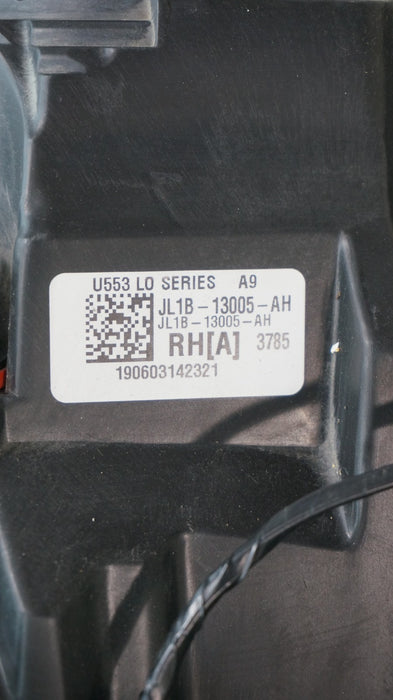 U553 LO SERIES A9
JL1B-13005-AH
JL1B-13005-AH
RH[A] 3785
190603142321